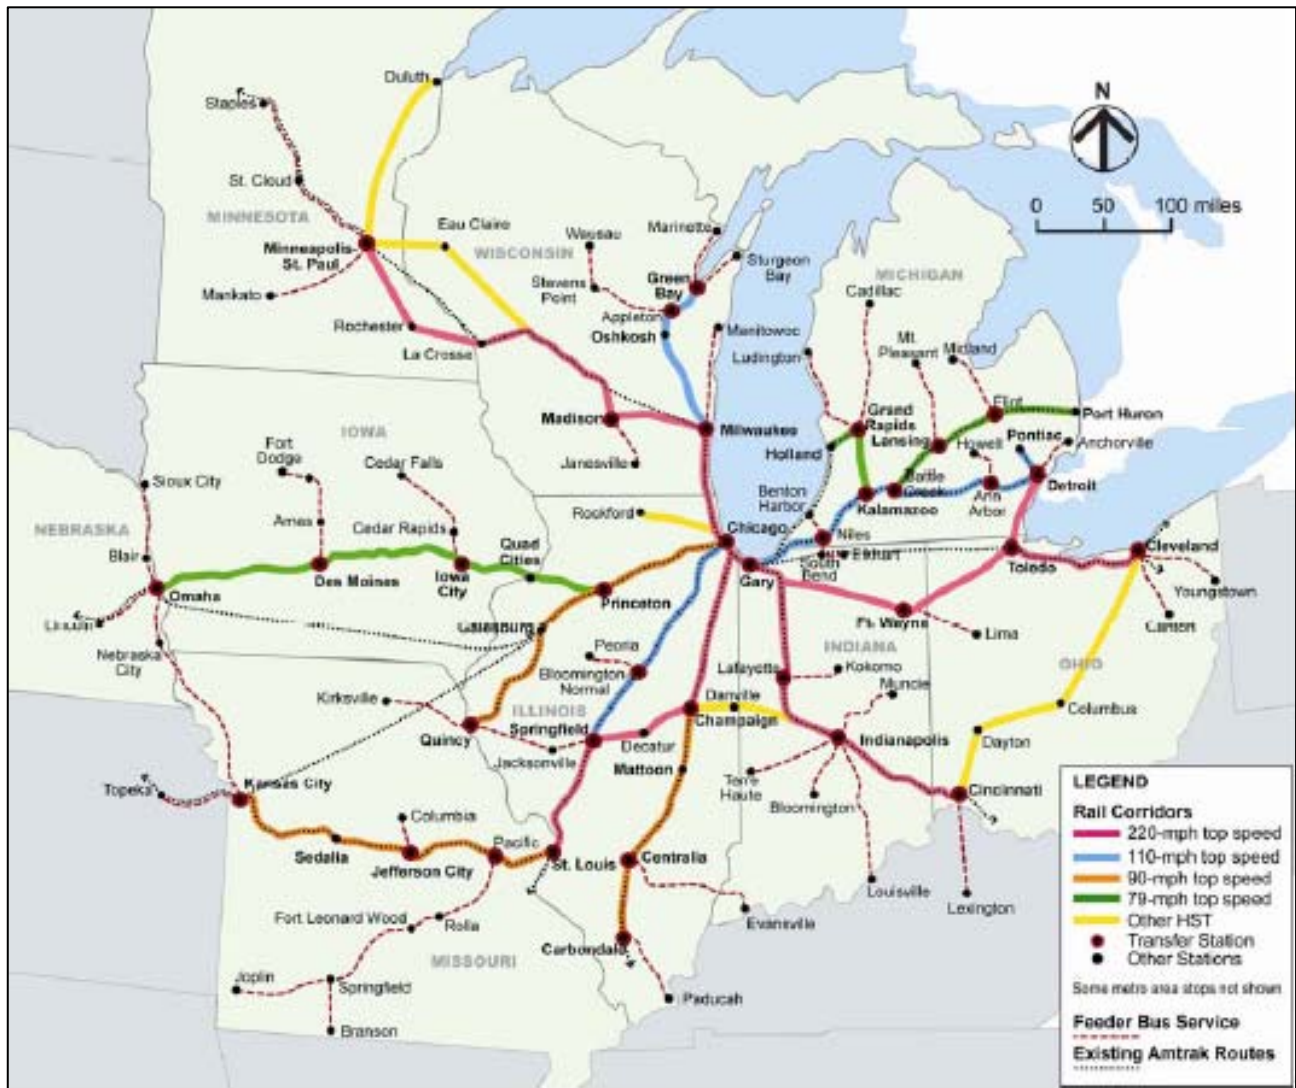 Duluth
Staples
N
St. Cloud
0 50 100 miles
MINNESOTA
Eau Claire
Wausau
Marinette
Minneapolis-
St. Paul
WISCONSIN
Sturgeon
Bay
MICHIGAN
Green
Bay
Stevens
Point
Cadillac
Mankato
Appleton
Rochester
Oshkosh
Manitowoc
La Crosse
Ludington
Mt.
Pleasant
Midland
Madison
Milwaukee
Grand
Rapids
Lansing
Flint
Port Huron
IOWA
Holland
Howell
Pontiac
Anchorville
Fort
Dodge
Cedar Falls
Janesville
Sioux City
Benton
Harbor
Battle
Creek
Kalamazoo
Ann
Arbor
Detroit
NEBRASKA
Ames
Cedar Rapids
Rockford
Chicago
Quad
Cities
Niles
Elkhart
South
Bend
Cleveland
Blair
Omaha
Des Moines
Iowa
City
Princeton
Gary
Toledo
Youngstown
Lincoln
Galesburg
Ft. Wayne
Canton
Nebraska
City
Peoria
Bloomington
Normal
INDIANA
Lima
Lafayette
Kokomo
OHIO
Kirksville
ILLINOIS
Danville
Muncie
Quincy
Springfield
Champaign
Columbus
Decatur
Indianapolis
Dayton
Jacksonville
Mattoon
Topeka
Kansas City
Terre
Haute
Bloomington
Cincinnati
Columbia
Pacific
Sedalia
Jefferson City
St. Louis
Centralia
Louisville
Lexington
Fort Leonard Wood
Rolla
Evansville
Carbondale
MISSOURI
Joplin
Springfield
Paducah
Branson
LEGEND
Rail Corridors
220-mph top speed
110-mph top speed
90-mph top speed
79-mph top speed
Other HST
Transfer Station
Other Stations
Some metro area stops not shown
Feeder Bus Service
Existing Amtrak Routes